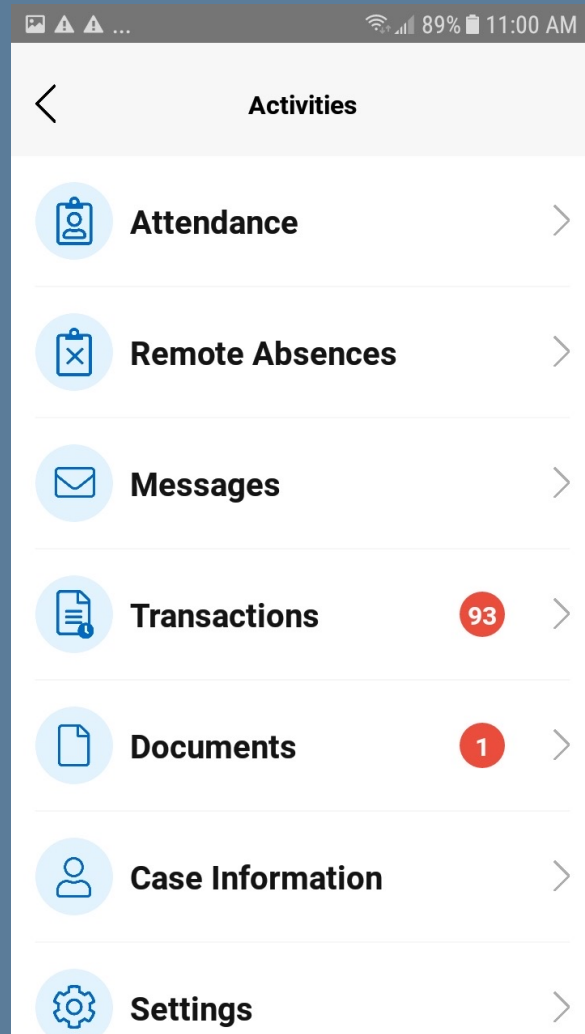 ... 89% 11:00 AM
Activities
Attendance
Remote Absences
Messages
Transactions 93
Documents 1
Case Information
Settings